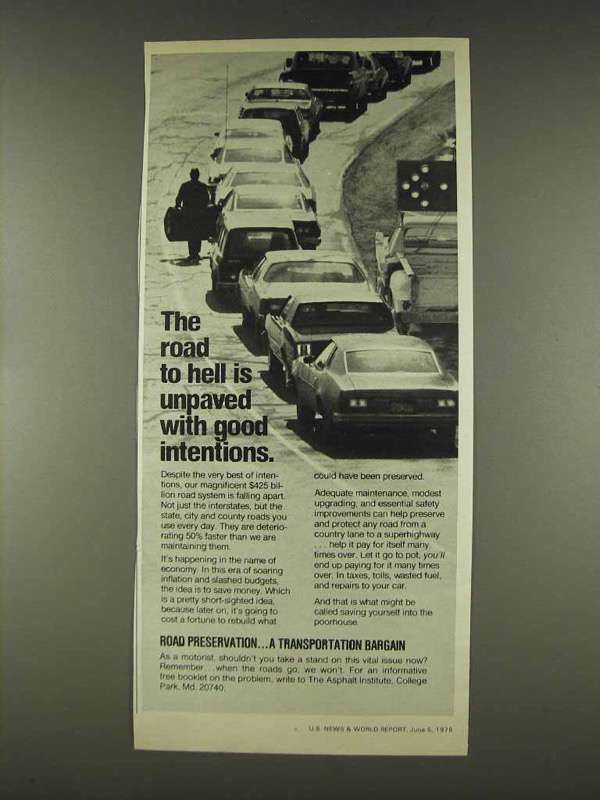 The
road
to hell is
unpaved
with good
intentions.
Despite the very best of inten-
tions, our magnificent $425 bil-
lion road system is falling apart.
Not just the interstates, but the
state, city and county roads you
use every day. They are deterio-
rating 50% faster than we are
maintaining them.
It's happening in the name of
economy. In this era of soaring
inflation and slashed budgets,
the idea is to save money. Which
is a pretty short-sighted idea,
because later on, it's going to
cost a fortune to rebuild what
could have been preserved.
Adequate maintenance, modest
upgrading, and essential safety
improvements can help preserve
and protect any road from a
country lane to a superhighway
. . . help it pay for itself many
times over. Let it go to pot, you'll
end up paying for it many times
over. In taxes, tolls, wasted fuel,
and repairs to your car.
And that is what might be
called saving yourself into the
poorhouse.
ROAD PRESERVATION...A TRANSPORTATION BARGAIN
As a motorist, shouldn't you take a stand on this vital issue now?
Remember...when the roads go, we won't. For an informative
free booklet on the problem, write to The Asphalt Institute, College
Park, Md. 20740.
U.S. NEWS & WORLD REPORT, June 5, 1978